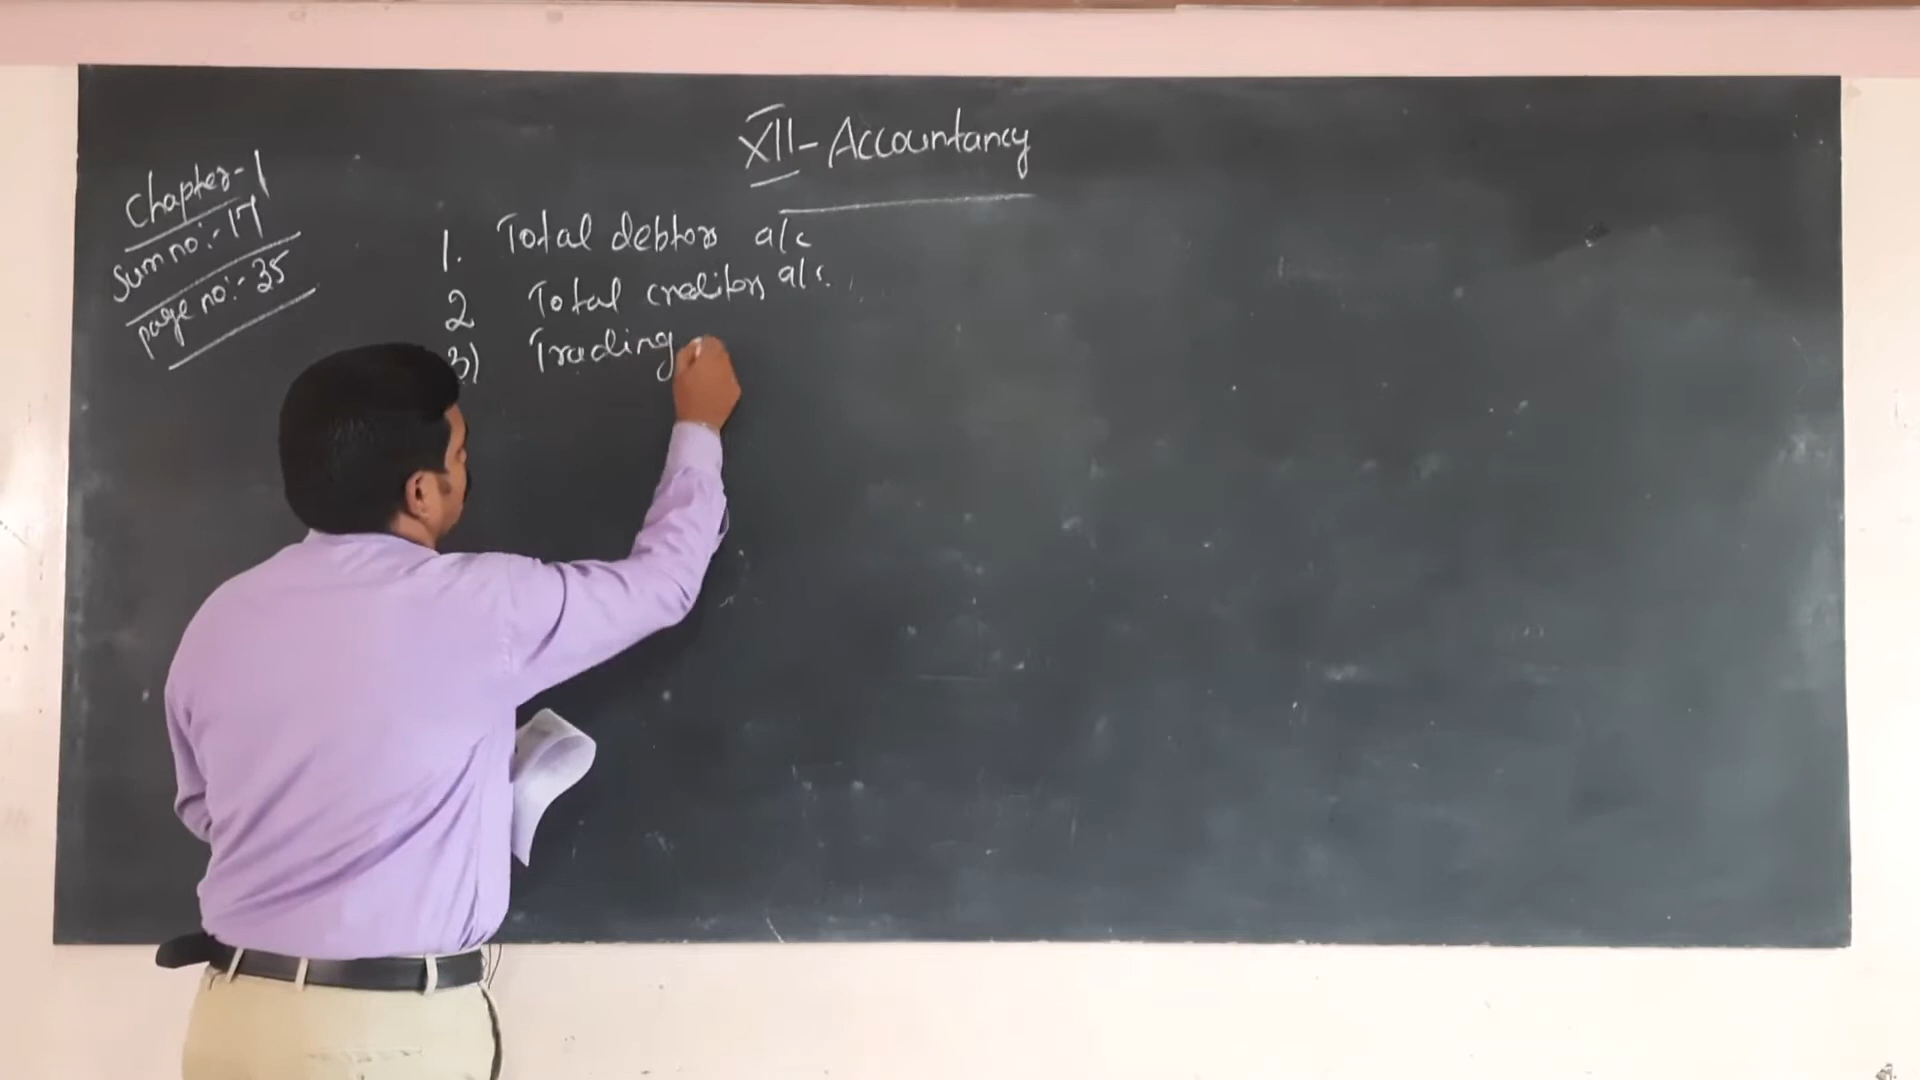 XII-Accountancy
Chapter-1
Sum no:-17
page no:-35
1. Total debtors a/c
2 Total creditors a/c.
3) Trading